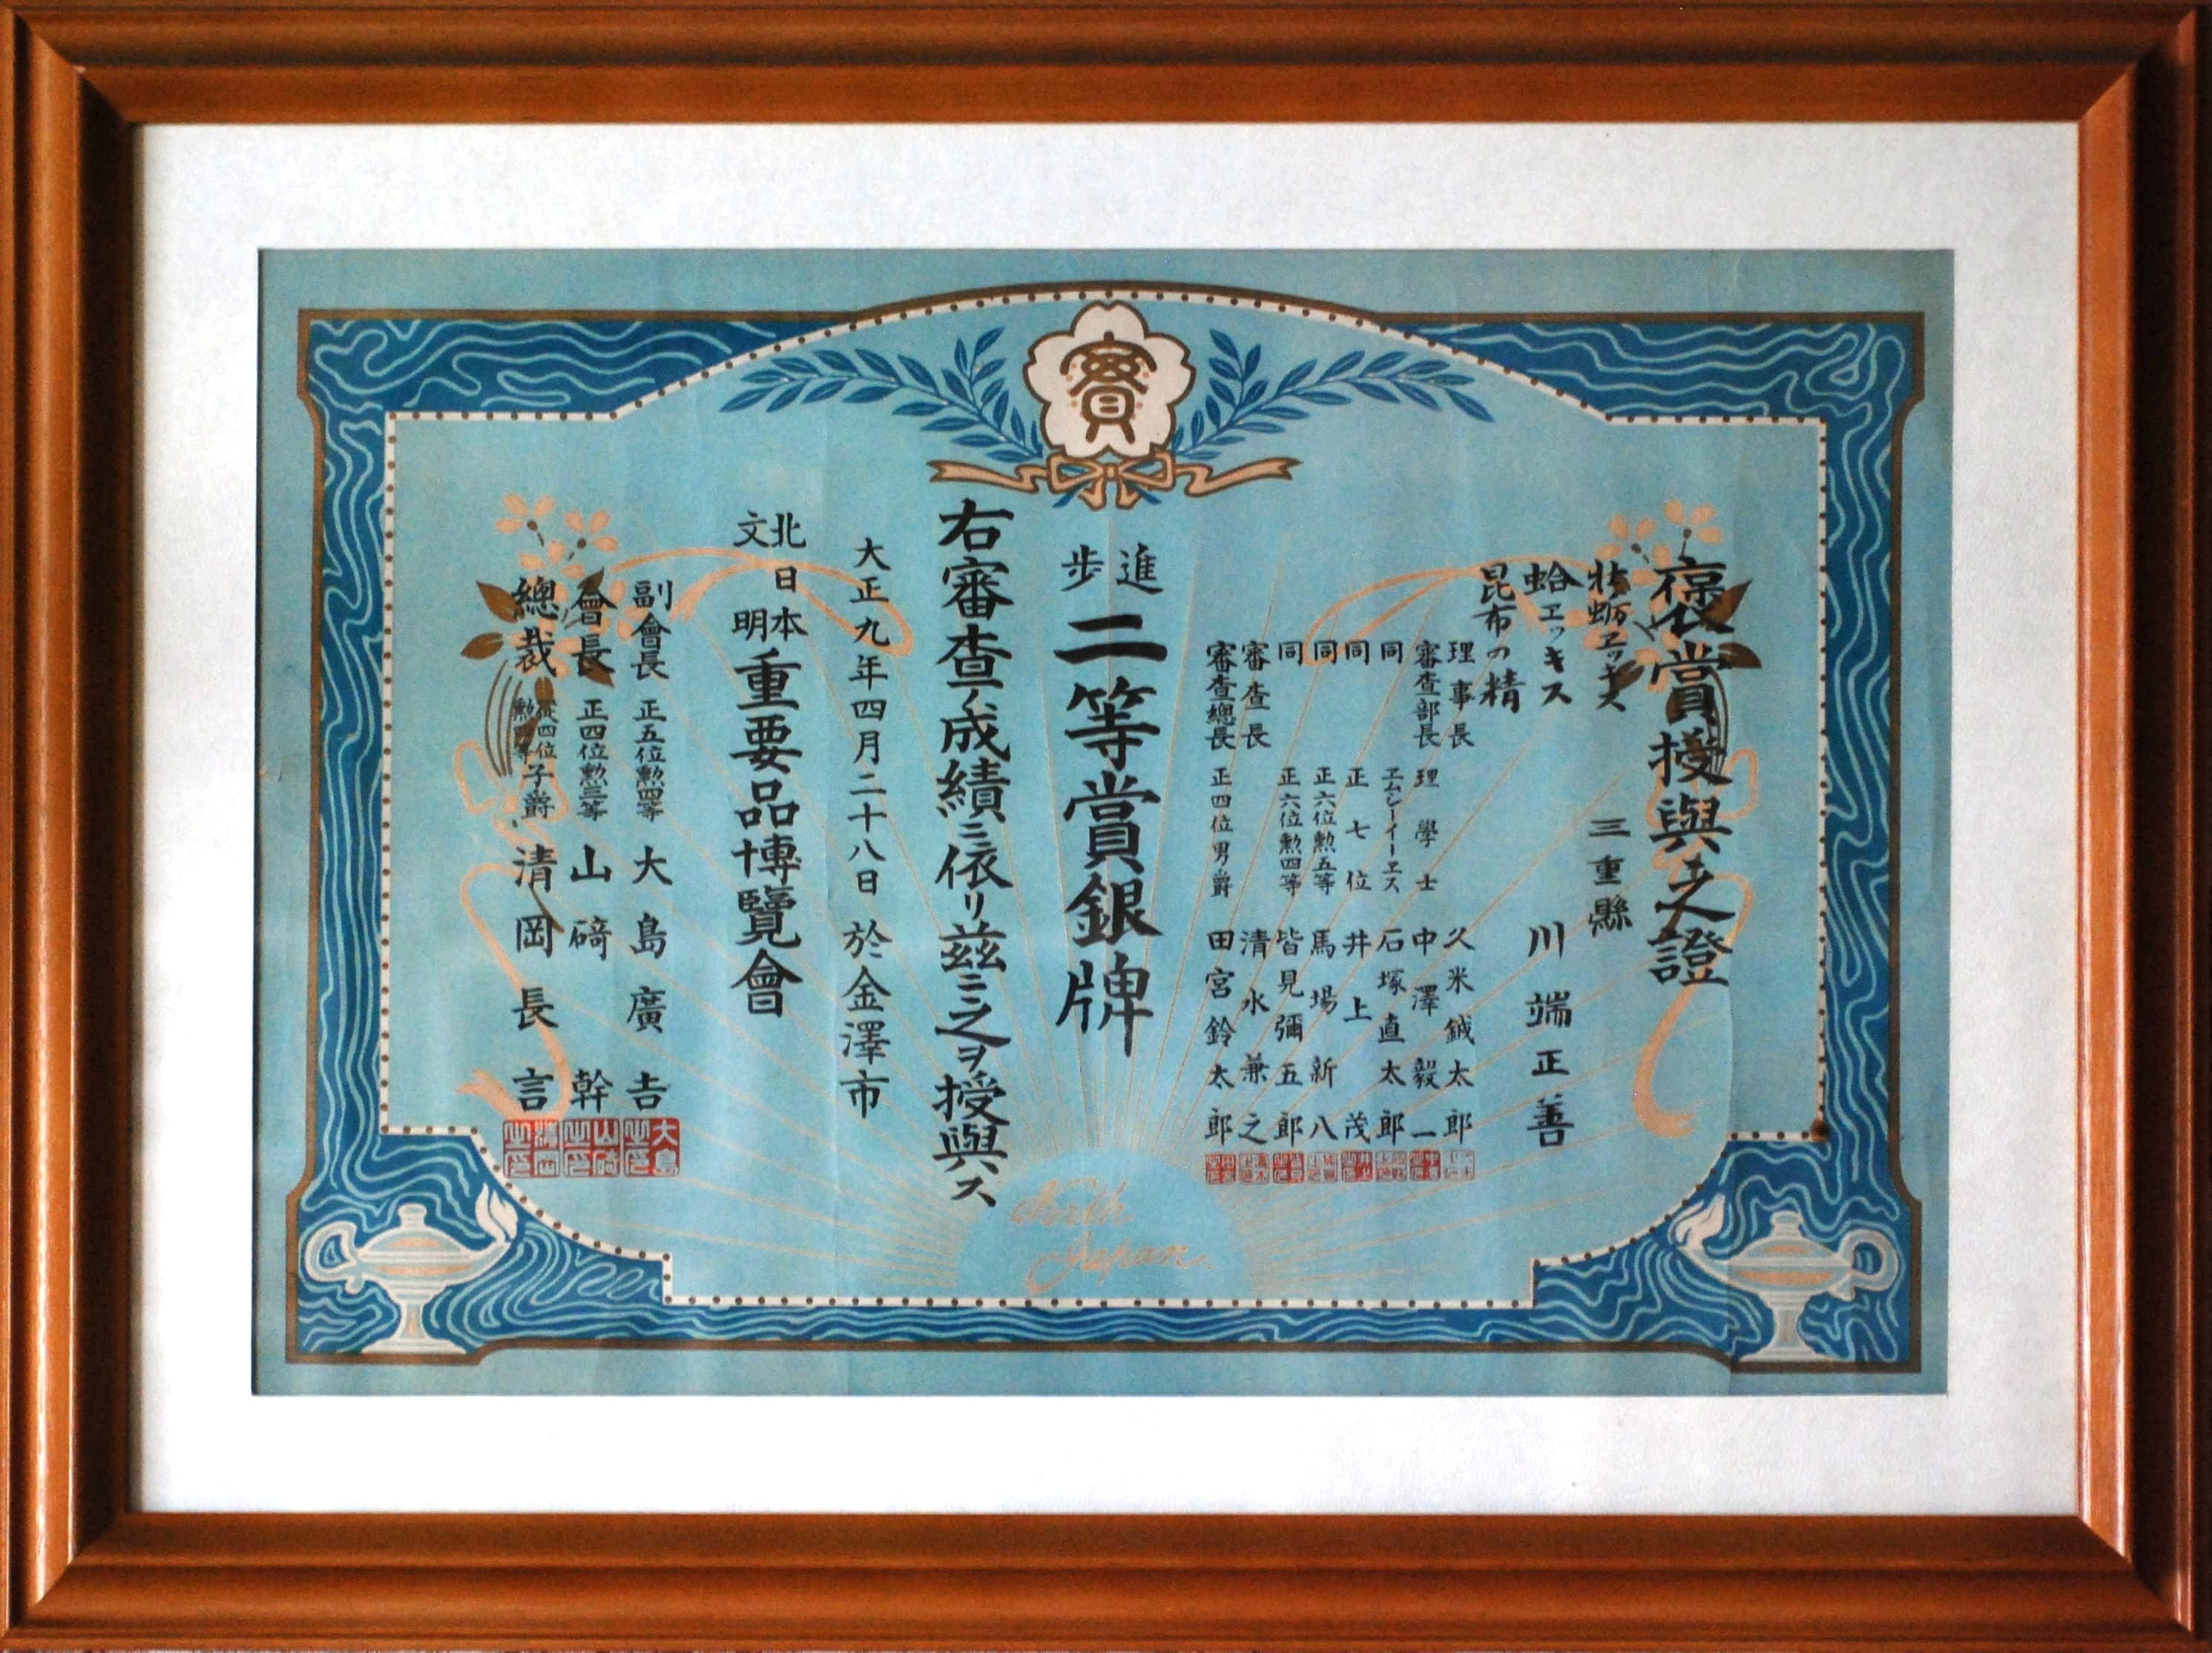 賞
褒賞授與之證
牡蛎エッキス
三重縣
蛤エッキス
川端正善
昆布の精
理事長 久米鉞太郎
審査部長 理學士 中澤毅一
同 エムシーイーエス 石塚直太郎
同 正七位 井上茂
同 正六位勲五等 馬場新八
同 正六位勲四等 皆見彌五郎
審査長 清水兼之
審査總長 正四位男爵 田宮鈴太郎
進歩 二等賞銀牌
右審査ノ成績ニ依リ茲ニ之ヲ授與ス
大正九年四月二十八日 於金澤市
北日本文明重要品博覽會
副會長 正五位勲四等 大島廣吉
會長 正四位勲三等 山碕幹
總裁 從四位勲四等子爵 清岡長言
North
Japan